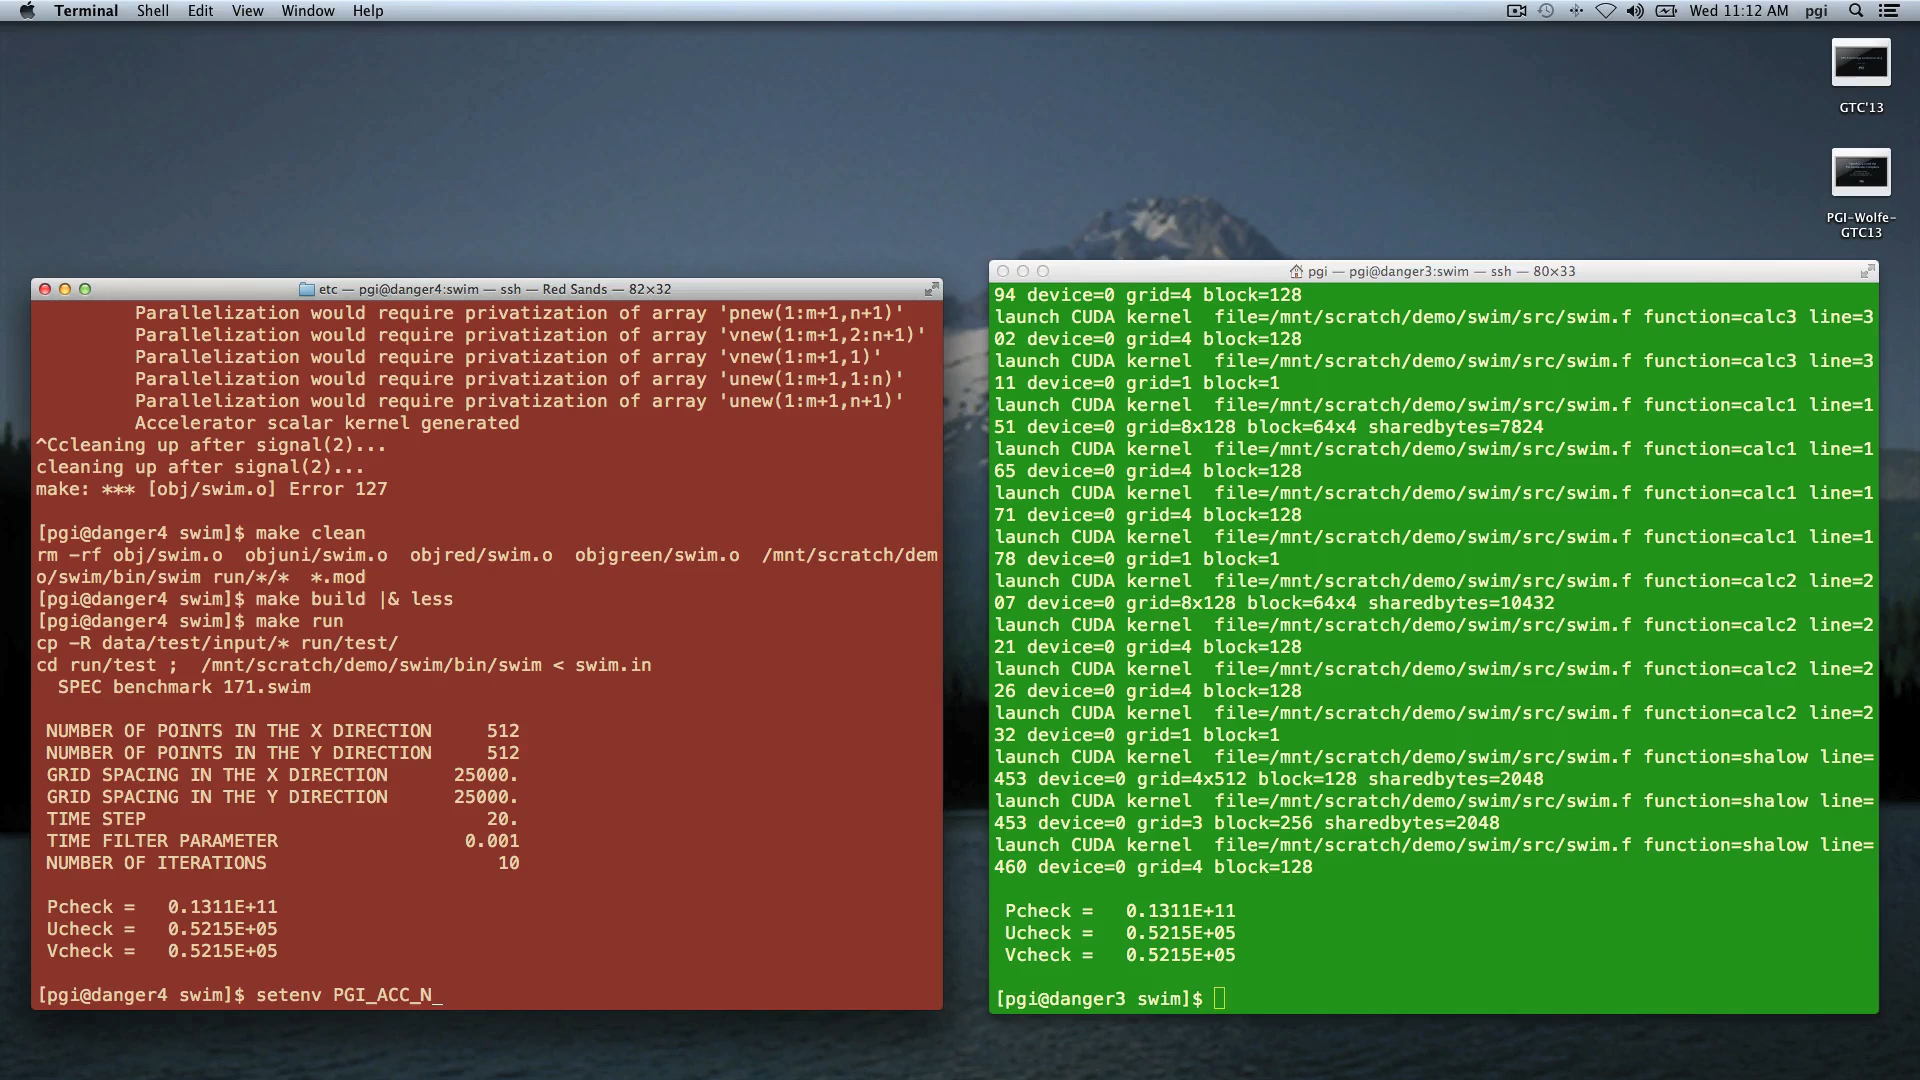 Terminal Shell Edit View Window Help
Wed 11:12 AM pgi
GTC'13
PGI-Wolfe-
GTC13
etc — pgi@danger4:swim — ssh — Red Sands — 82×32
Parallelization would require privatization of array 'pnew(1:m+1,n+1)'
Parallelization would require privatization of array 'vnew(1:m+1,2:n+1)'
Parallelization would require privatization of array 'vnew(1:m+1,1)'
Parallelization would require privatization of array 'unew(1:m+1,1:n)'
Parallelization would require privatization of array 'unew(1:m+1,n+1)'
Accelerator scalar kernel generated
^Ccleaning up after signal(2)...
cleaning up after signal(2)...
make: *** [obj/swim.o] Error 127
[pgi@danger4 swim]$ make clean
rm -rf obj/swim.o  objuni/swim.o  objred/swim.o  objgreen/swim.o  /mnt/scratch/dem
o/swim/bin/swim run/*/*  *.mod
[pgi@danger4 swim]$ make build |& less
[pgi@danger4 swim]$ make run
cp -R data/test/input/* run/test/
cd run/test ;  /mnt/scratch/demo/swim/bin/swim < swim.in
SPEC benchmark 171.swim
NUMBER OF POINTS IN THE X DIRECTION     512
NUMBER OF POINTS IN THE Y DIRECTION     512
GRID SPACING IN THE X DIRECTION      25000.
GRID SPACING IN THE Y DIRECTION      25000.
TIME STEP                               20.
TIME FILTER PARAMETER                 0.001
NUMBER OF ITERATIONS                     10
Pcheck =   0.1311E+11
Ucheck =   0.5215E+05
Vcheck =   0.5215E+05
[pgi@danger4 swim]$ setenv PGI_ACC_N_
pgi — pgi@danger3:swim — ssh — 80×33
94 device=0 grid=4 block=128
launch CUDA kernel  file=/mnt/scratch/demo/swim/src/swim.f function=calc3 line=3
02 device=0 grid=4 block=128
launch CUDA kernel  file=/mnt/scratch/demo/swim/src/swim.f function=calc3 line=3
11 device=0 grid=1 block=1
launch CUDA kernel  file=/mnt/scratch/demo/swim/src/swim.f function=calc1 line=1
51 device=0 grid=8x128 block=64x4 sharedbytes=7824
launch CUDA kernel  file=/mnt/scratch/demo/swim/src/swim.f function=calc1 line=1
65 device=0 grid=4 block=128
launch CUDA kernel  file=/mnt/scratch/demo/swim/src/swim.f function=calc1 line=1
71 device=0 grid=4 block=128
launch CUDA kernel  file=/mnt/scratch/demo/swim/src/swim.f function=calc1 line=1
78 device=0 grid=1 block=1
launch CUDA kernel  file=/mnt/scratch/demo/swim/src/swim.f function=calc2 line=2
07 device=0 grid=8x128 block=64x4 sharedbytes=10432
launch CUDA kernel  file=/mnt/scratch/demo/swim/src/swim.f function=calc2 line=2
21 device=0 grid=4 block=128
launch CUDA kernel  file=/mnt/scratch/demo/swim/src/swim.f function=calc2 line=2
26 device=0 grid=4 block=128
launch CUDA kernel  file=/mnt/scratch/demo/swim/src/swim.f function=calc2 line=2
32 device=0 grid=1 block=1
launch CUDA kernel  file=/mnt/scratch/demo/swim/src/swim.f function=shalow line=
453 device=0 grid=4x512 block=128 sharedbytes=2048
launch CUDA kernel  file=/mnt/scratch/demo/swim/src/swim.f function=shalow line=
453 device=0 grid=3 block=256 sharedbytes=2048
launch CUDA kernel  file=/mnt/scratch/demo/swim/src/swim.f function=shalow line=
460 device=0 grid=4 block=128
Pcheck =   0.1311E+11
Ucheck =   0.5215E+05
Vcheck =   0.5215E+05
[pgi@danger3 swim]$